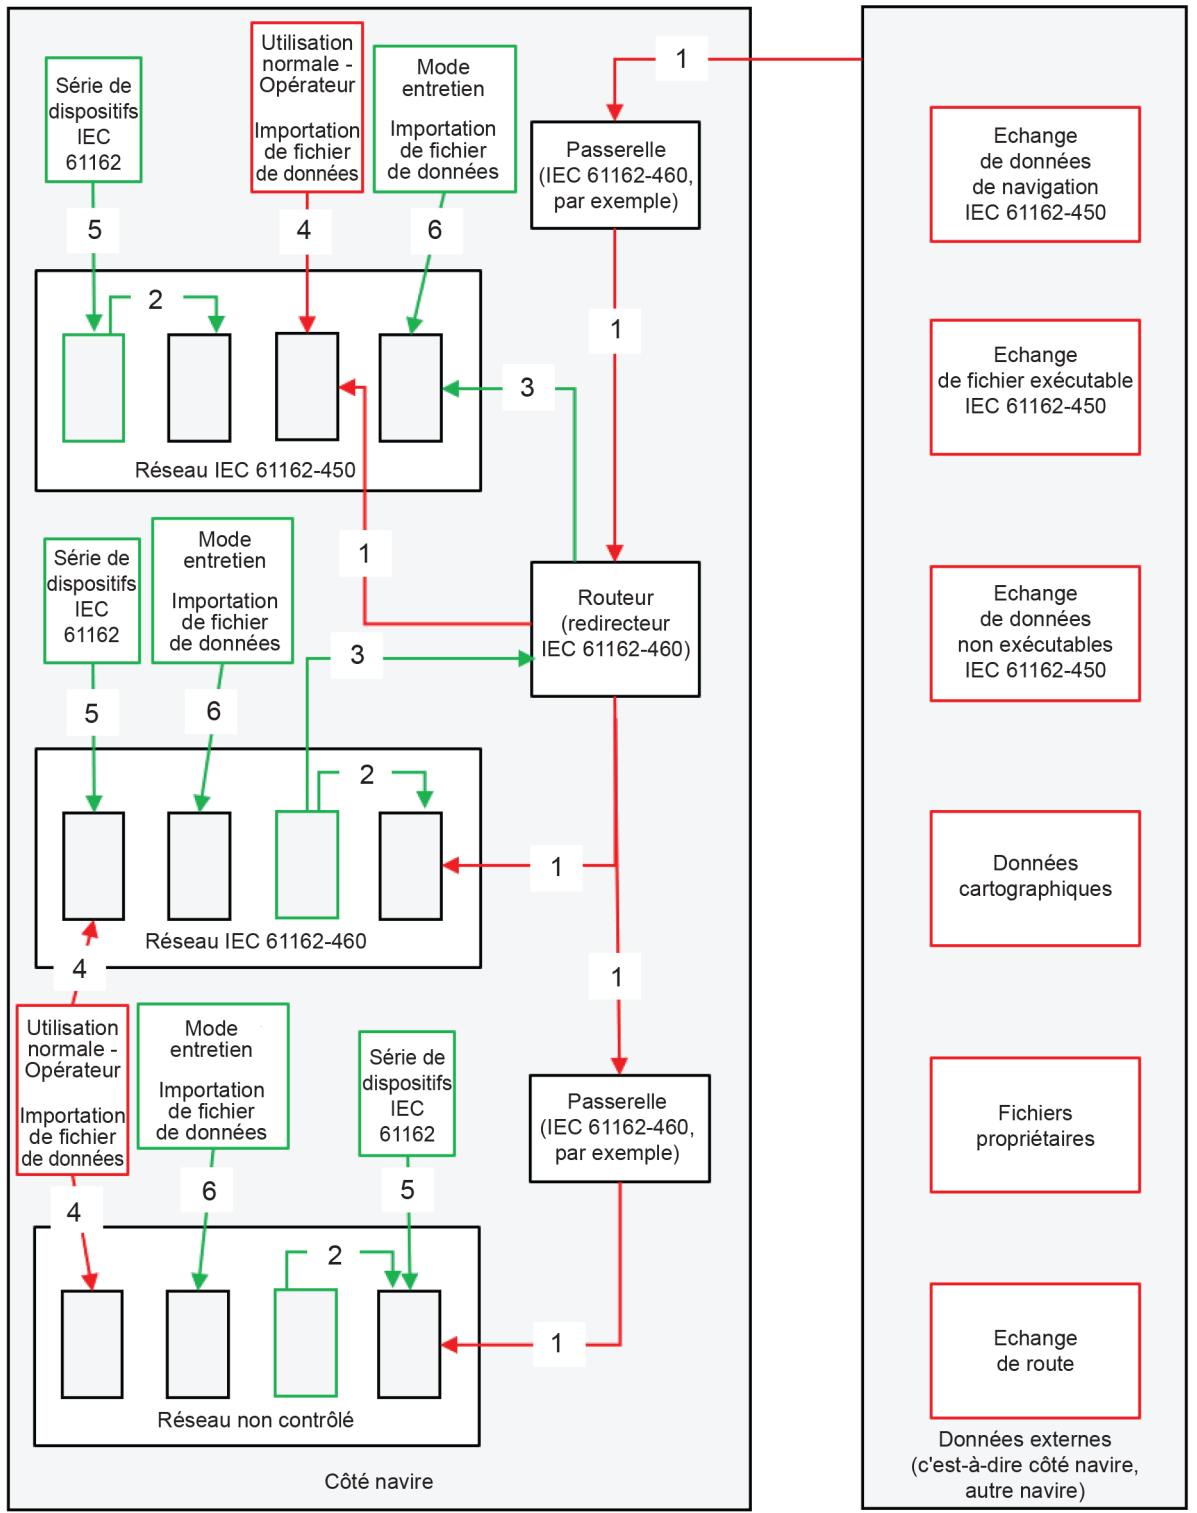 Série de
dispositifs
IEC
61162
Utilisation
normale -
Opérateur
Importation
de fichier
de données
Mode
entretien
Importation
de fichier
de données
1
Passerelle
(IEC 61162-460,
par exemple)
5
4
6
2
1
3
Réseau IEC 61162-450
1
Série de
dispositifs
IEC
61162
Mode
entretien
Importation
de fichier
de données
Routeur
(redirecteur
IEC 61162-460)
3
5
6
2
1
Réseau IEC 61162-460
4
1
Utilisation
normale -
Opérateur
Importation
de fichier
de données
Mode
entretien
Importation
de fichier
de données
Série de
dispositifs
IEC
61162
Passerelle
(IEC 61162-460,
par exemple)
4
6
5
2
1
Réseau non contrôlé
Côté navire
Echange
de données
de navigation
IEC 61162-450
Echange
de fichier exécutable
IEC 61162-450
Echange
de données
non exécutables
IEC 61162-450
Données
cartographiques
Fichiers
propriétaires
Echange
de route
Données externes
(c'est-à-dire côté navire,
autre navire)